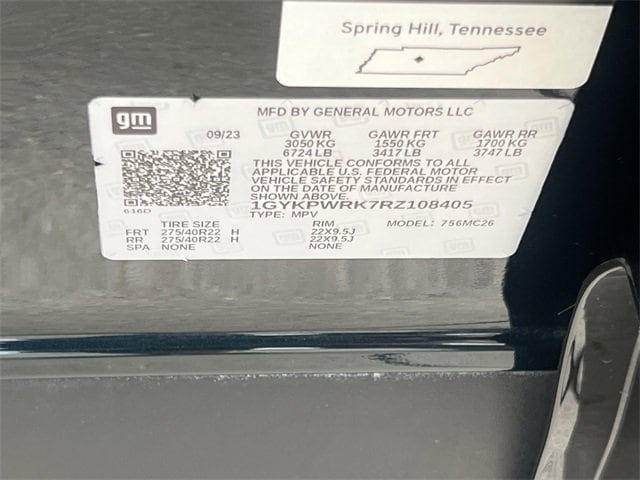 Spring Hill, Tennessee
gm
MFD BY GENERAL MOTORS LLC
09/23 GVWR GAWR FRT GAWR RR
3050 KG 1550 KG 1700 KG
6724 LB 3417 LB 3747 LB
THIS VEHICLE CONFORMS TO ALL
APPLICABLE U.S. FEDERAL MOTOR
VEHICLE SAFETY STANDARDS IN EFFECT
ON THE DATE OF MANUFACTURE SHOWN ABOVE.
1GYKPWRK7RZ108405
616D
TYPE: MPV MODEL: 756MC26
TIRE SIZE RIM
FRT 275/40R22 H 22X9.5J
RR 275/40R22 H 22X9.5J
SPA NONE NONE